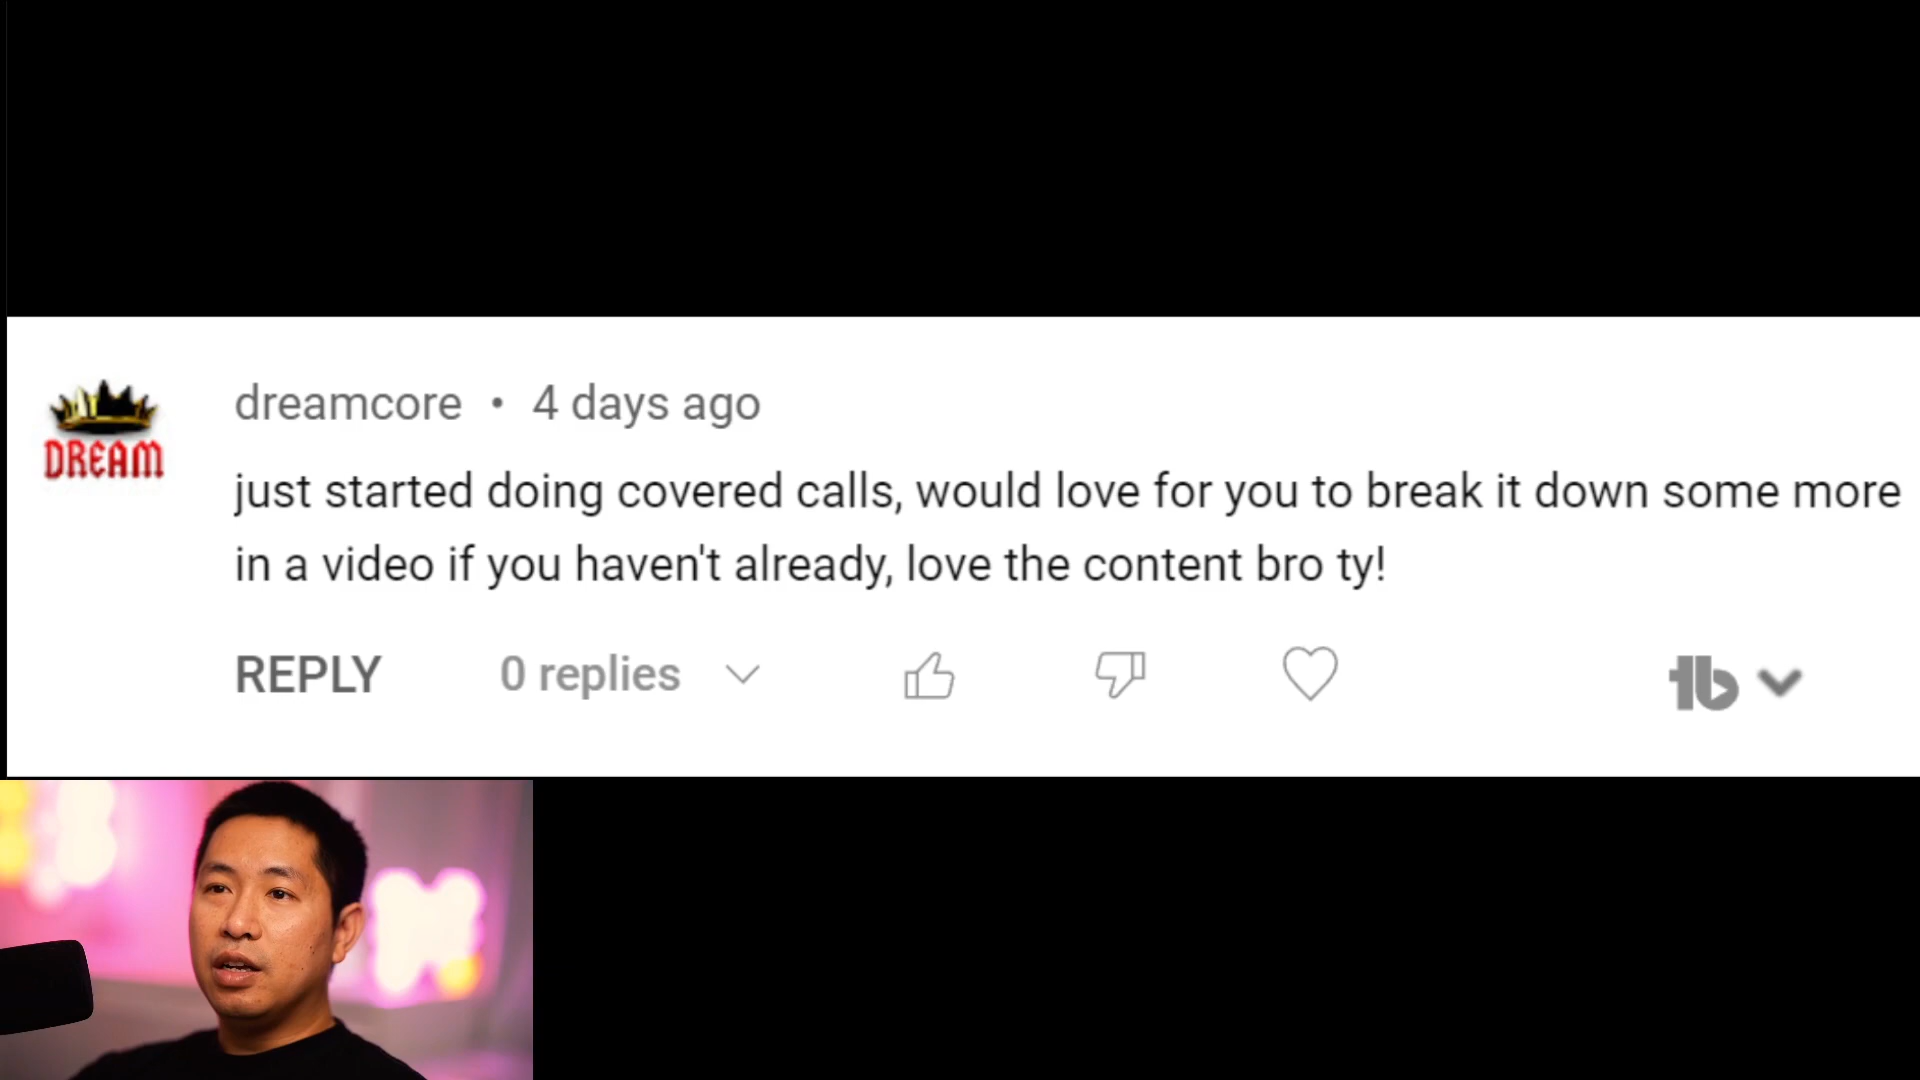 DREAM
dreamcore • 4 days ago
just started doing covered calls, would love for you to break it down some more
in a video if you haven't already, love the content bro ty!
REPLY 0 replies
tb